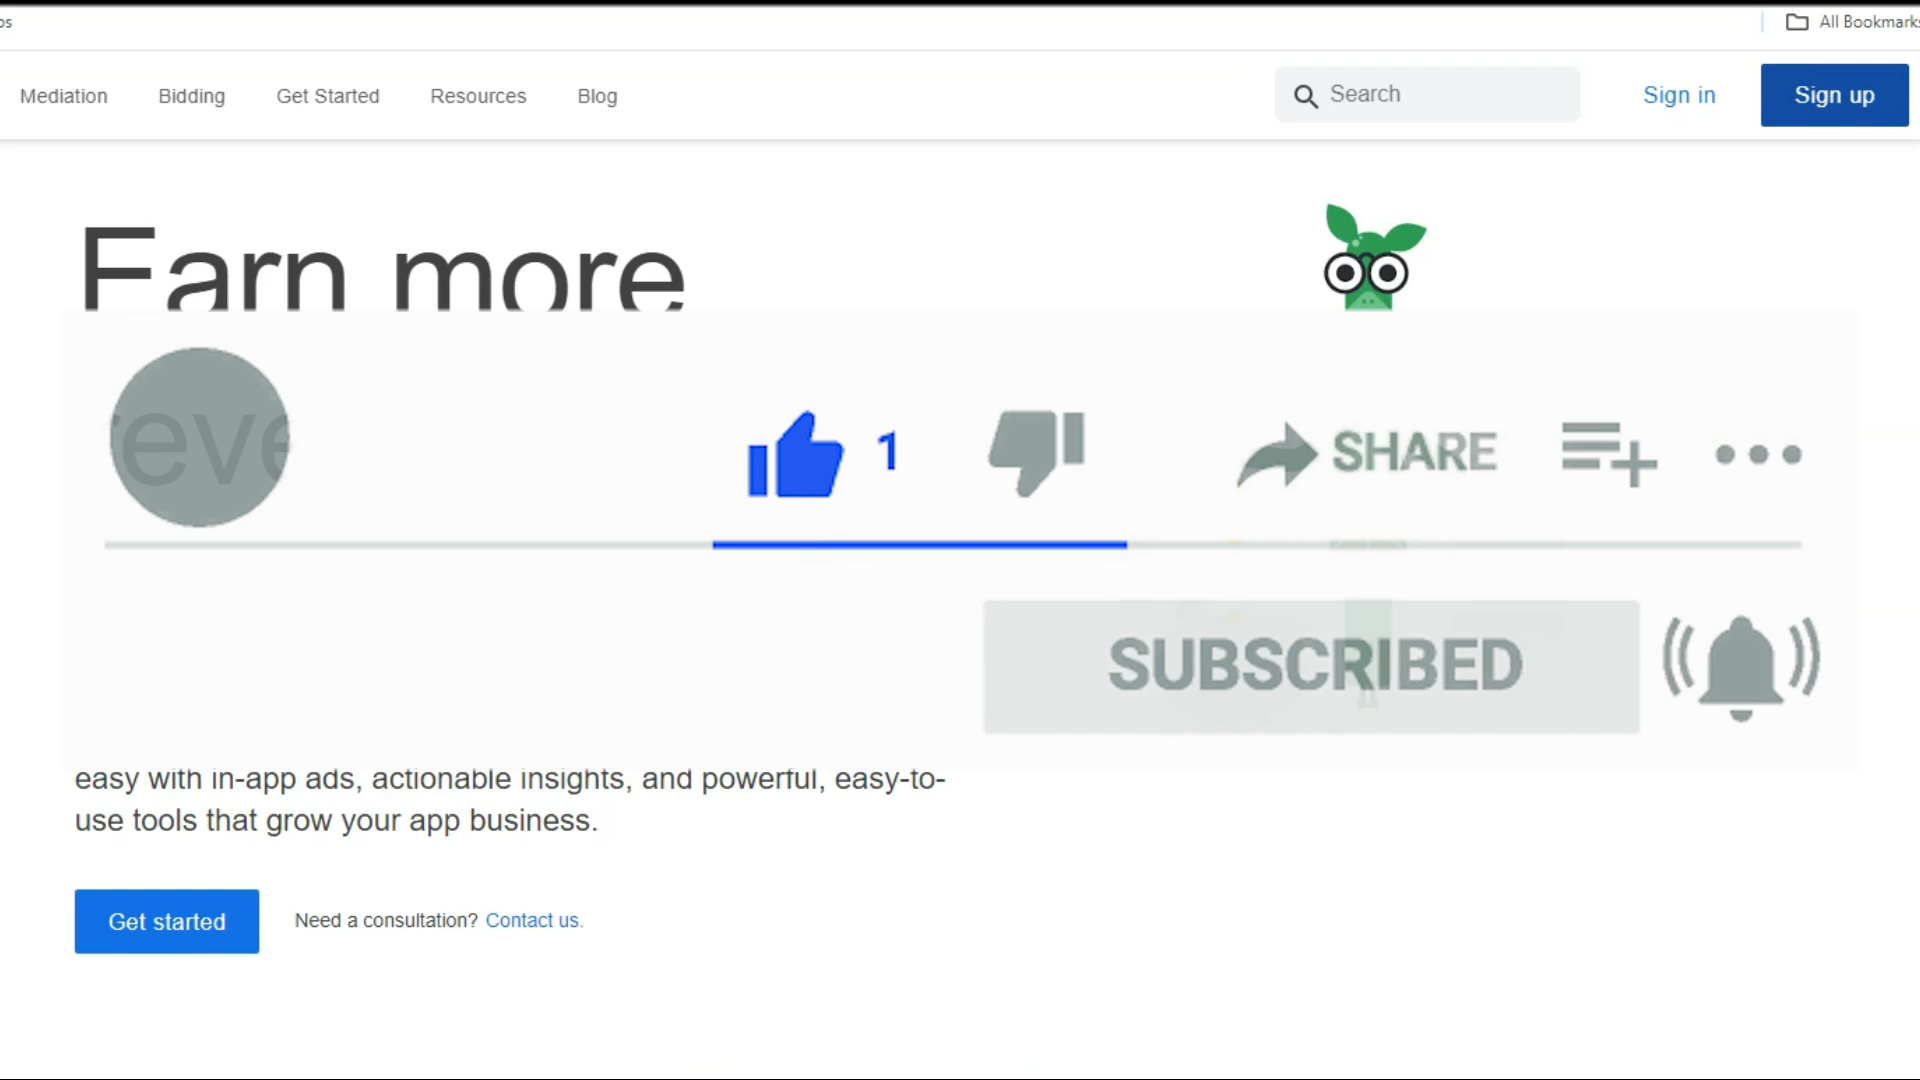 All Bookmarks
Mediation Bidding Get Started Resources Blog Search Sign in Sign up
Earn more
1 SHARE
SUBSCRIBED
easy with in-app ads, actionable insights, and powerful, easy-to-
use tools that grow your app business.
Get started Need a consultation? Contact us.